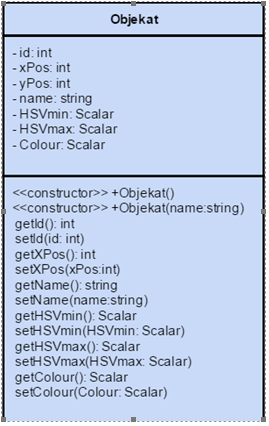 Objekat
- id: int
- xPos: int
- yPos: int
- name: string
- HSVmin: Scalar
- HSVmax: Scalar
- Colour: Scalar
<<constructor>> +Objekat()
<<constructor>> +Objekat(name:string)
getId(): int
setId(id: int)
getXPos(): int
setXPos(xPos:int)
getName(): string
setName(name:string)
getHSVmin(): Scalar
setHSVmin(HSVmin: Scalar)
getHSVmax(): Scalar
setHSVmax(HSVmax: Scalar)
getColour(): Scalar
setColour(Colour: Scalar)